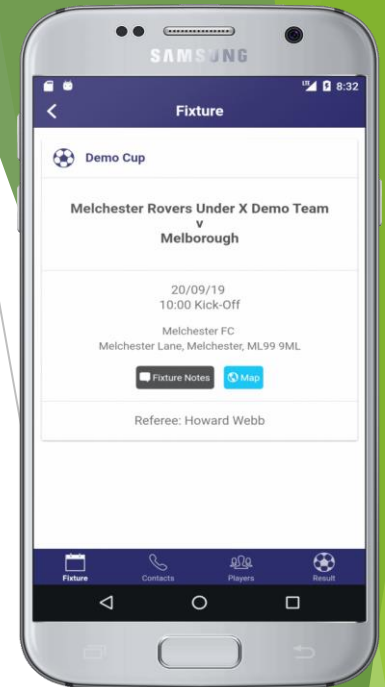 SAMSUNG
LTE 8:32
Fixture
Demo Cup
Melchester Rovers Under X Demo Team
v
Melborough
20/09/19
10:00 Kick-Off
Melchester FC
Melchester Lane, Melchester, ML99 9ML
Fixture Notes Map
Referee: Howard Webb
Fixture Contacts Players Result